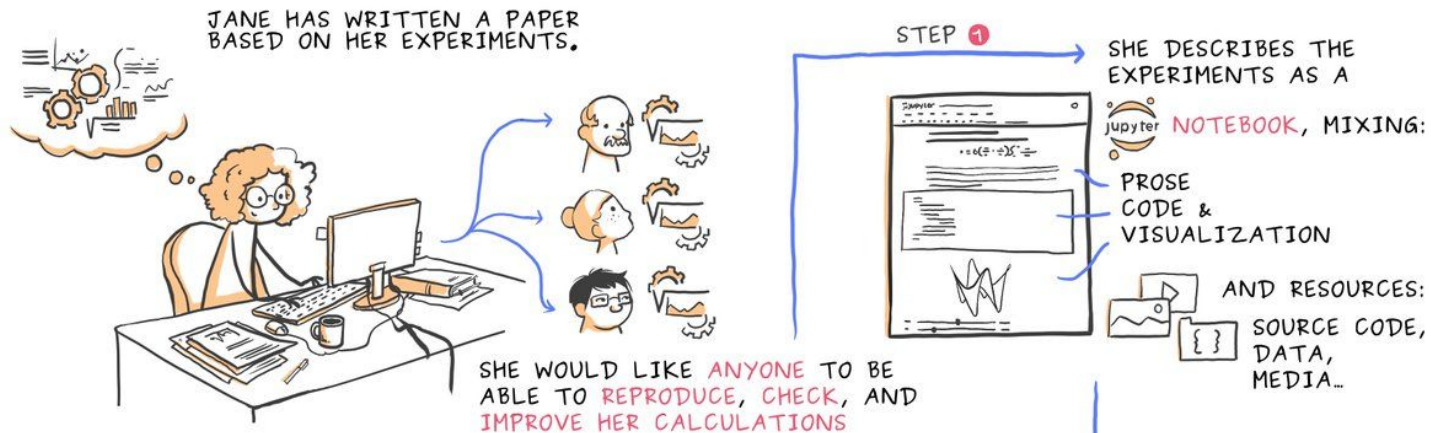 JANE HAS WRITTEN A PAPER
BASED ON HER EXPERIMENTS.
SHE WOULD LIKE ANYONE TO BE
ABLE TO REPRODUCE, CHECK, AND
IMPROVE HER CALCULATIONS
STEP 1
SHE DESCRIBES THE
EXPERIMENTS AS A
jupyter NOTEBOOK, MIXING:
Jupyter
PROSE
CODE &
VISUALIZATION
AND RESOURCES:
SOURCE CODE,
DATA,
MEDIA…